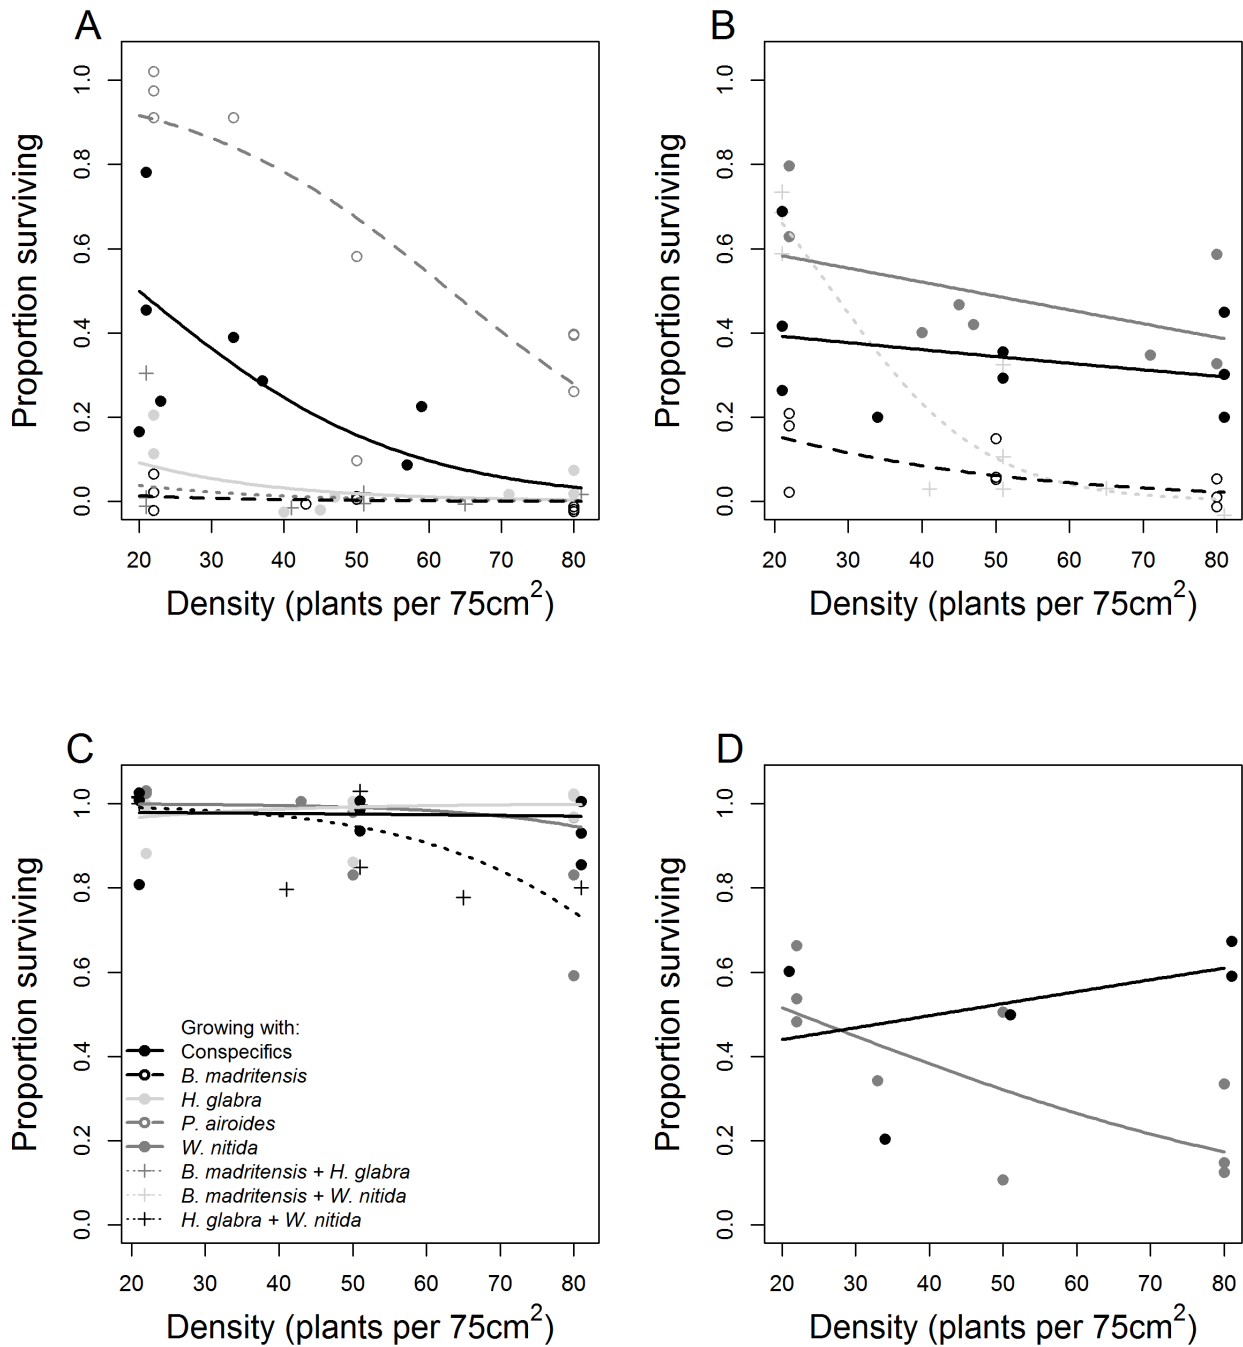 A
B
1.0
0.8
0.6
0.4
0.2
0.0
Proportion surviving
20 30 40 50 60 70 80
Density (plants per 75cm²)
1.0
0.8
0.6
0.4
0.2
0.0
Proportion surviving
20 30 40 50 60 70 80
Density (plants per 75cm²)
C
D
1.0
0.8
0.6
0.4
0.2
0.0
Proportion surviving
Growing with:
Conspecifics
B. madritensis
H. glabra
P. airoides
W. nitida
B. madritensis + H. glabra
B. madritensis + W. nitida
H. glabra + W. nitida
20 30 40 50 60 70 80
Density (plants per 75cm²)
1.0
0.8
0.6
0.4
0.2
0.0
Proportion surviving
20 30 40 50 60 70 80
Density (plants per 75cm²)